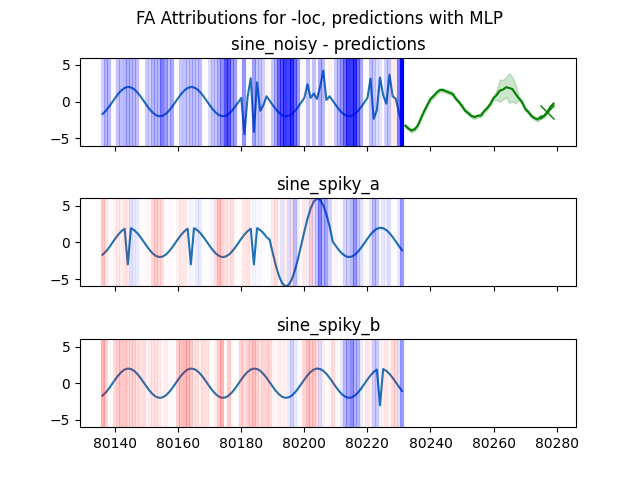 FA Attributions for -loc, predictions with MLP
sine_noisy - predictions
5
0
−5
sine_spiky_a
5
0
−5
sine_spiky_b
5
0
−5
80140 80160 80180 80200 80220 80240 80260 80280